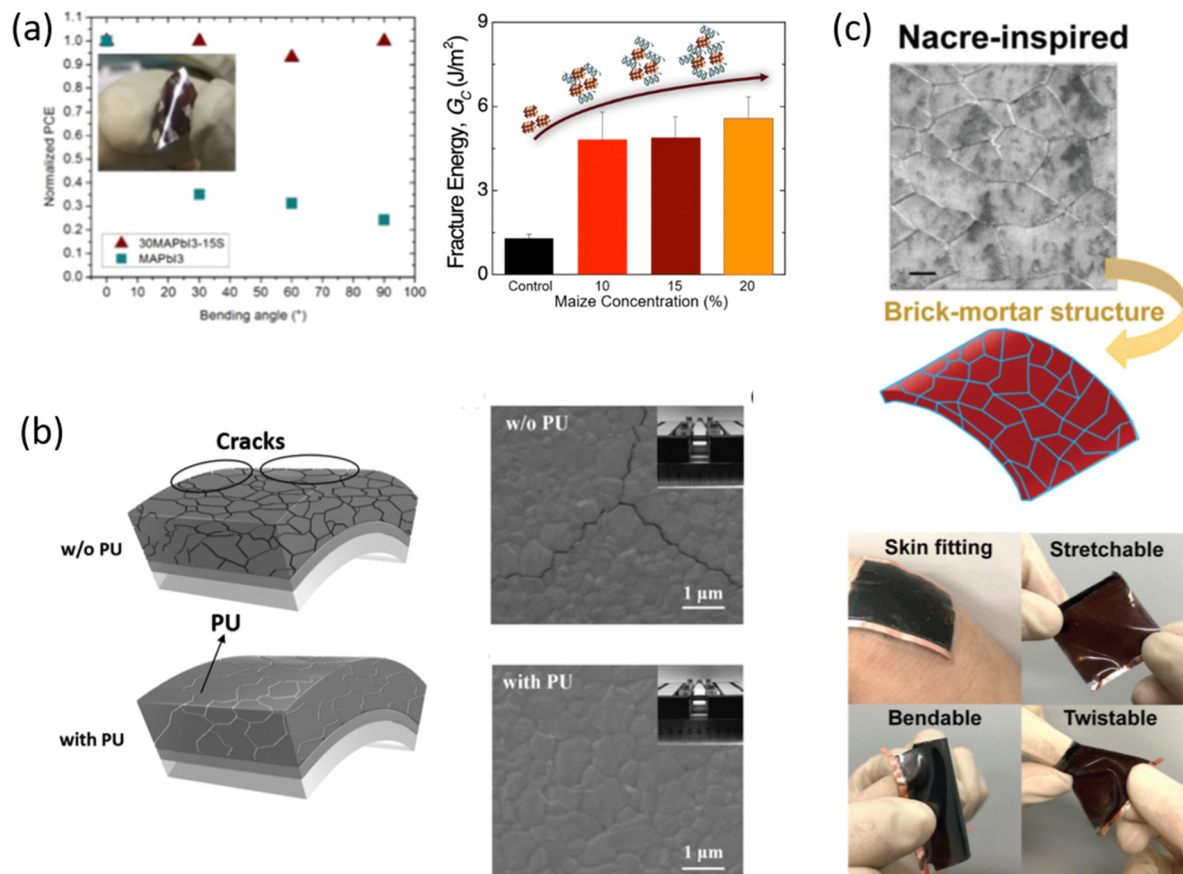 (a)
1.1
1.0
0.9
0.8
0.7
0.6
0.5
0.4
0.3
0.2
0.1
0.0
Normalized PCE
30MAPbI3-15S
MAPbI3
0 10 20 30 40 50 60 70 80 90 100
Bending angle (°)
9
6
3
0
Fracture Energy, GC (J/m²)
Control 10 15 20
Maize Concentration (%)
(b)
Cracks
w/o PU
PU
with PU
w/o PU
1 µm
with PU
1 µm
(c)
Nacre-inspired
Brick-mortar structure
Skin fitting
Stretchable
Bendable
Twistable